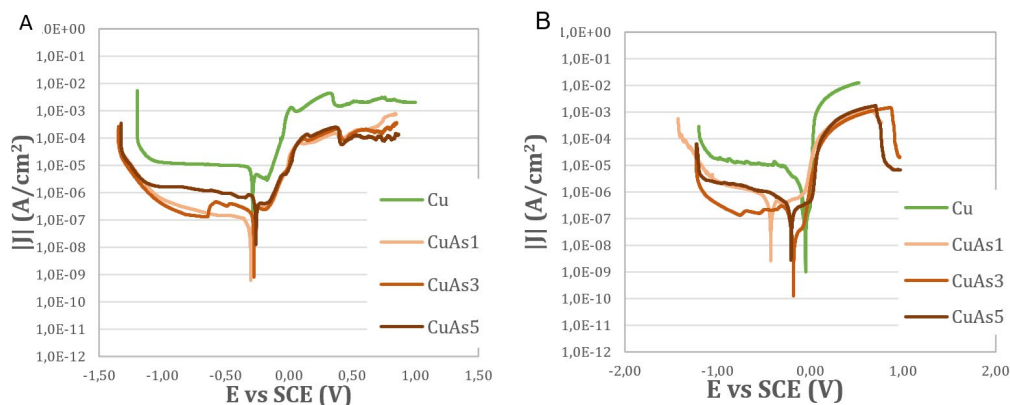 A
,0E+00
1,0E-01
1,0E-02
1,0E-03
1,0E-04
1,0E-05
1,0E-06
1,0E-07
1,0E-08
1,0E-09
1,0E-10
1,0E-11
1,0E-12
|J| (A/cm²)
-1,50
-1,00
-0,50
0,00
0,50
1,00
1,50
E vs SCE (V)
Cu
CuAs1
CuAs3
CuAs5
B
,0E+00
1,0E-01
1,0E-02
1,0E-03
1,0E-04
1,0E-05
1,0E-06
1,0E-07
1,0E-08
1,0E-09
1,0E-10
1,0E-11
1,0E-12
|J| (A/cm²)
-2,00
-1,00
0,00
1,00
2,00
E vs SCE (V)
Cu
CuAs1
CuAs3
CuAs5